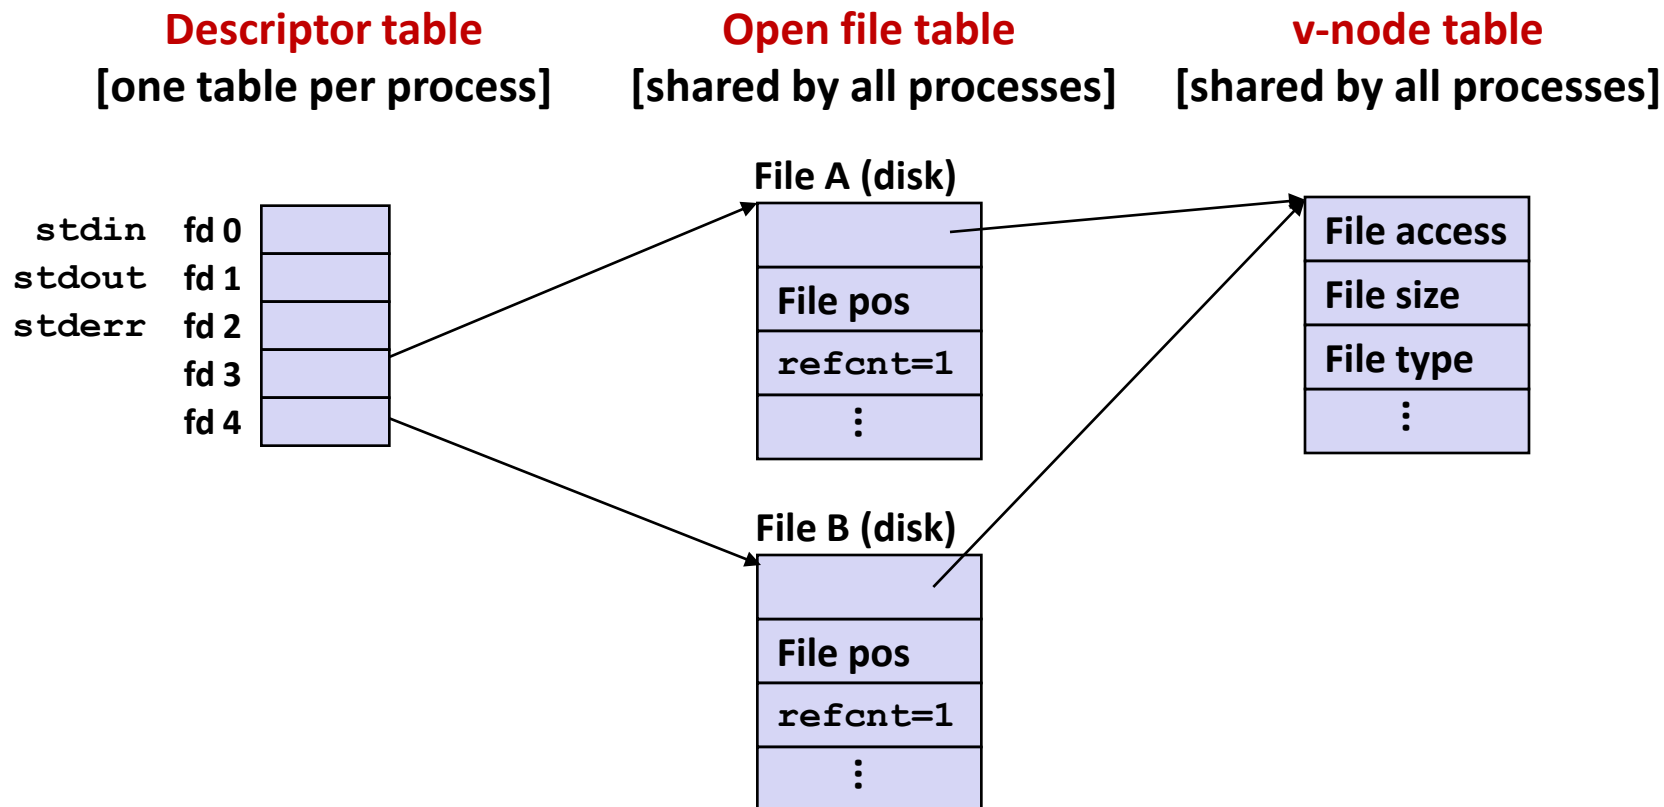 Descriptor table
[one table per process]
Open file table
[shared by all processes]
v-node table
[shared by all processes]
stdin fd 0
stdout fd 1
stderr fd 2
fd 3
fd 4
File A (disk)
File pos
refcnt=1
⋮
File B (disk)
File pos
refcnt=1
⋮
File access
File size
File type
⋮